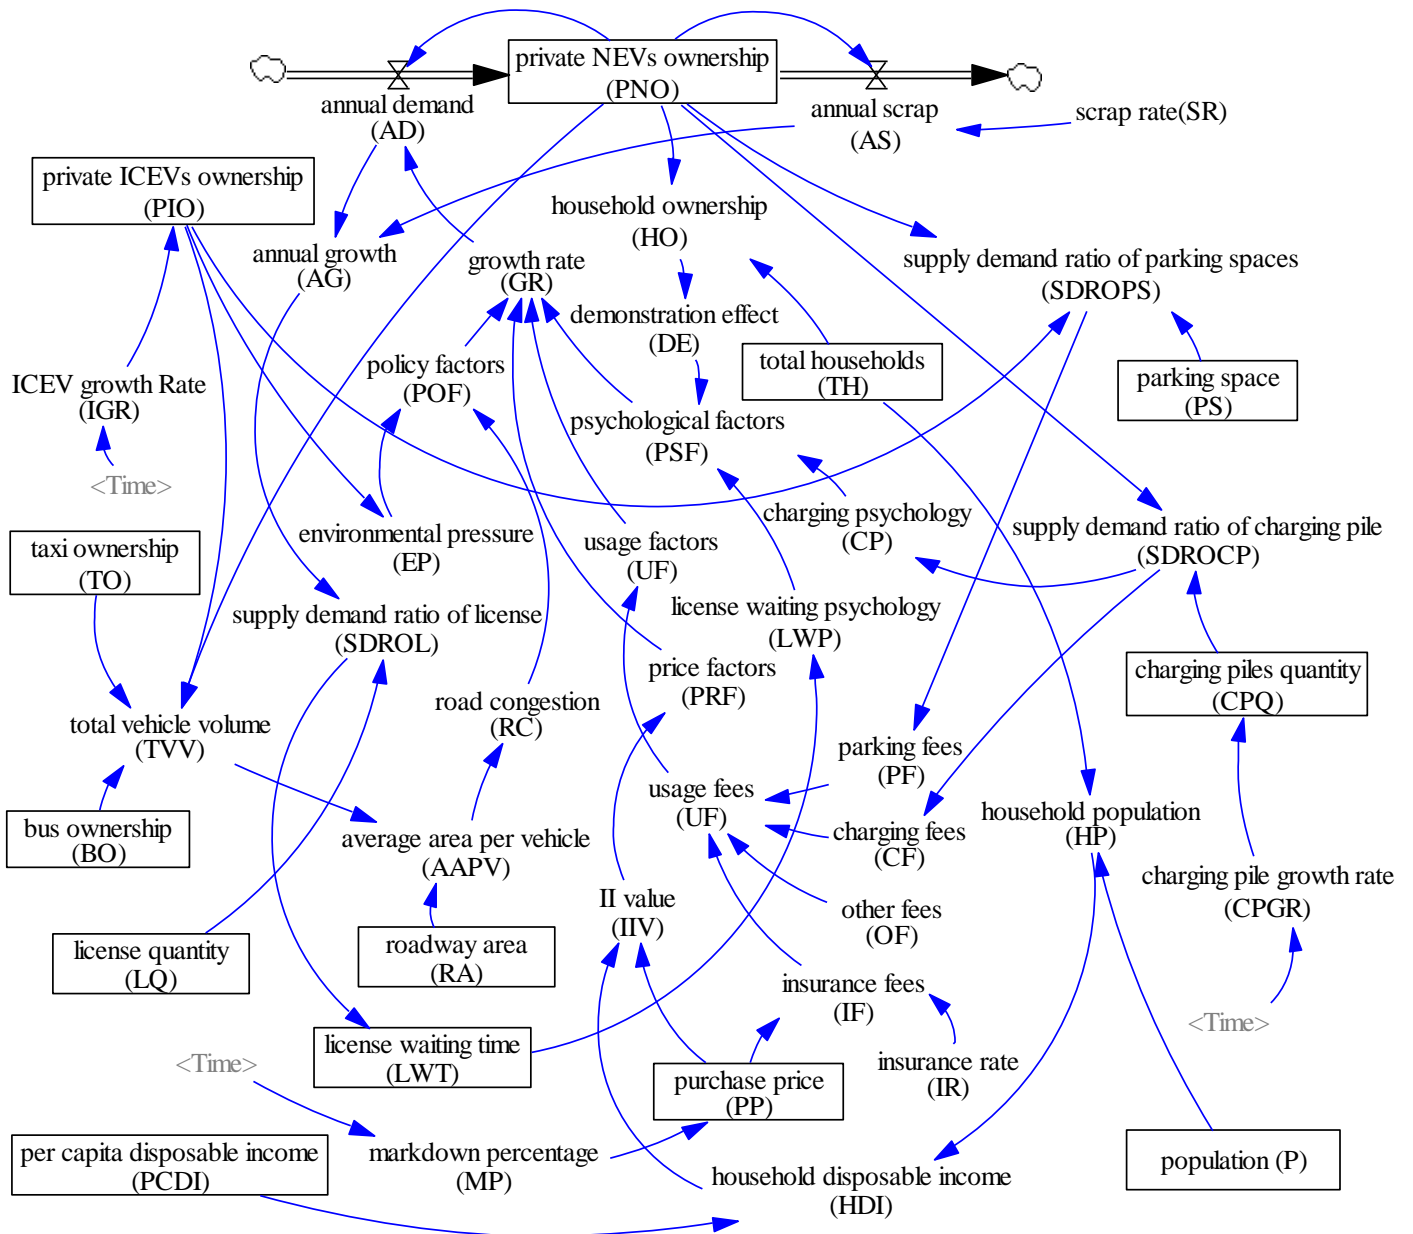 private NEVs ownership
(PNO)
annual demand
(AD)
annual scrap
(AS)
scrap rate(SR)
private ICEVs ownership
(PIO)
household ownership
(HO)
annual growth
(AG)
growth rate
(GR)
supply demand ratio of parking spaces
(SDROPS)
demonstration effect
(DE)
total households
(TH)
policy factors
(POF)
parking space
(PS)
ICEV growth Rate
(IGR)
psychological factors
(PSF)
<Time>
charging psychology
(CP)
supply demand ratio of charging pile
(SDROCP)
environmental pressure
(EP)
usage factors
(UF)
taxi ownership
(TO)
supply demand ratio of license
(SDROL)
license waiting psychology
(LWP)
price factors
(PRF)
charging piles quantity
(CPQ)
road congestion
(RC)
total vehicle volume
(TVV)
parking fees
(PF)
usage fees
(UF)
household population
(HP)
bus ownership
(BO)
average area per vehicle
(AAPV)
charging fees
(CF)
charging pile growth rate
(CPGR)
II value
(IIV)
other fees
(OF)
license quantity
(LQ)
roadway area
(RA)
insurance fees
(IF)
<Time>
license waiting time
(LWT)
<Time>
insurance rate
(IR)
purchase price
(PP)
per capita disposable income
(PCDI)
markdown percentage
(MP)
household disposable income
(HDI)
population (P)